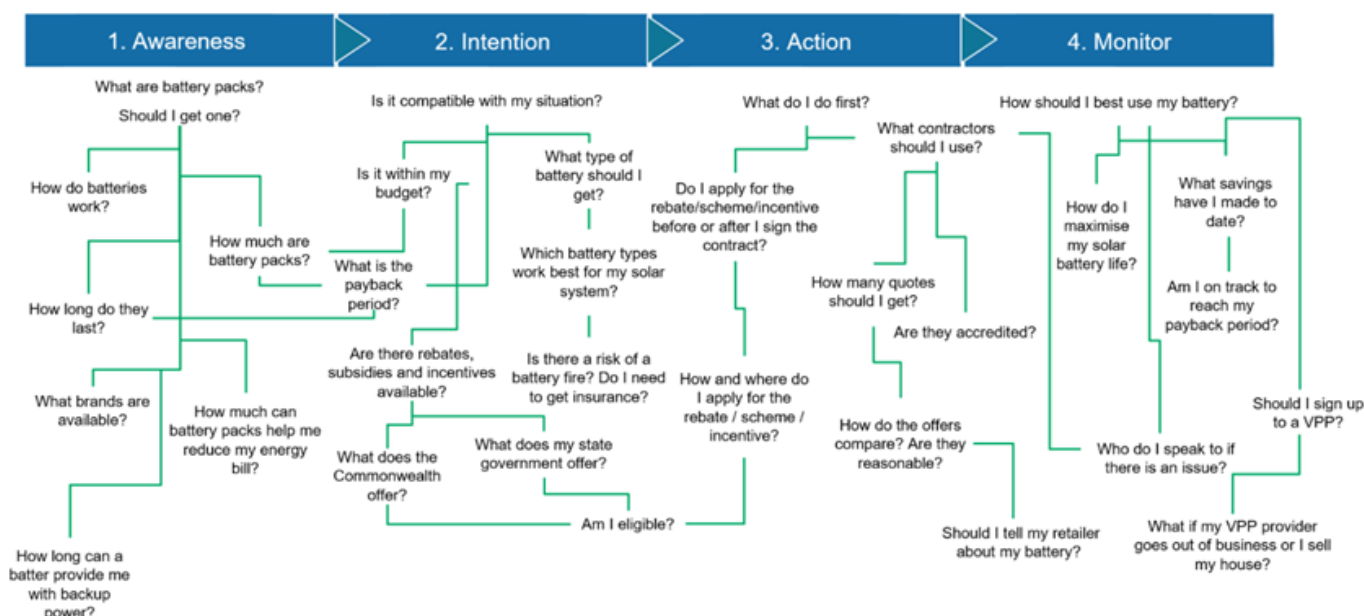 1. Awareness
2. Intention
3. Action
4. Monitor
What are battery packs?
Should I get one?
How do batteries
work?
How much are
battery packs?
How long do they
last?
What brands are
available?
How much can
battery packs help me
reduce my energy
bill?
How long can a
batter provide me
with backup
power?
Is it compatible with my situation?
Is it within my
budget?
What type of
battery should I
get?
What is the
payback
period?
Which battery types
work best for my solar
system?
Are there rebates,
subsidies and incentives
available?
Is there a risk of a
battery fire? Do I need
to get insurance?
What does the
Commonwealth
offer?
What does my state
government offer?
Am I eligible?
What do I do first?
What contractors
should I use?
Do I apply for the
rebate/scheme/incentive
before or after I sign the
contract?
How many quotes
should I get?
Are they accredited?
How and where do
I apply for the
rebate / scheme /
incentive?
How do the offers
compare? Are they
reasonable?
Should I tell my retailer
about my battery?
How should I best use my battery?
How do I
maximise
my solar
battery life?
What savings
have I made to
date?
Am I on track to
reach my
payback period?
Should I sign up
to a VPP?
Who do I speak to if
there is an issue?
What if my VPP provider
goes out of business or I sell
my house?